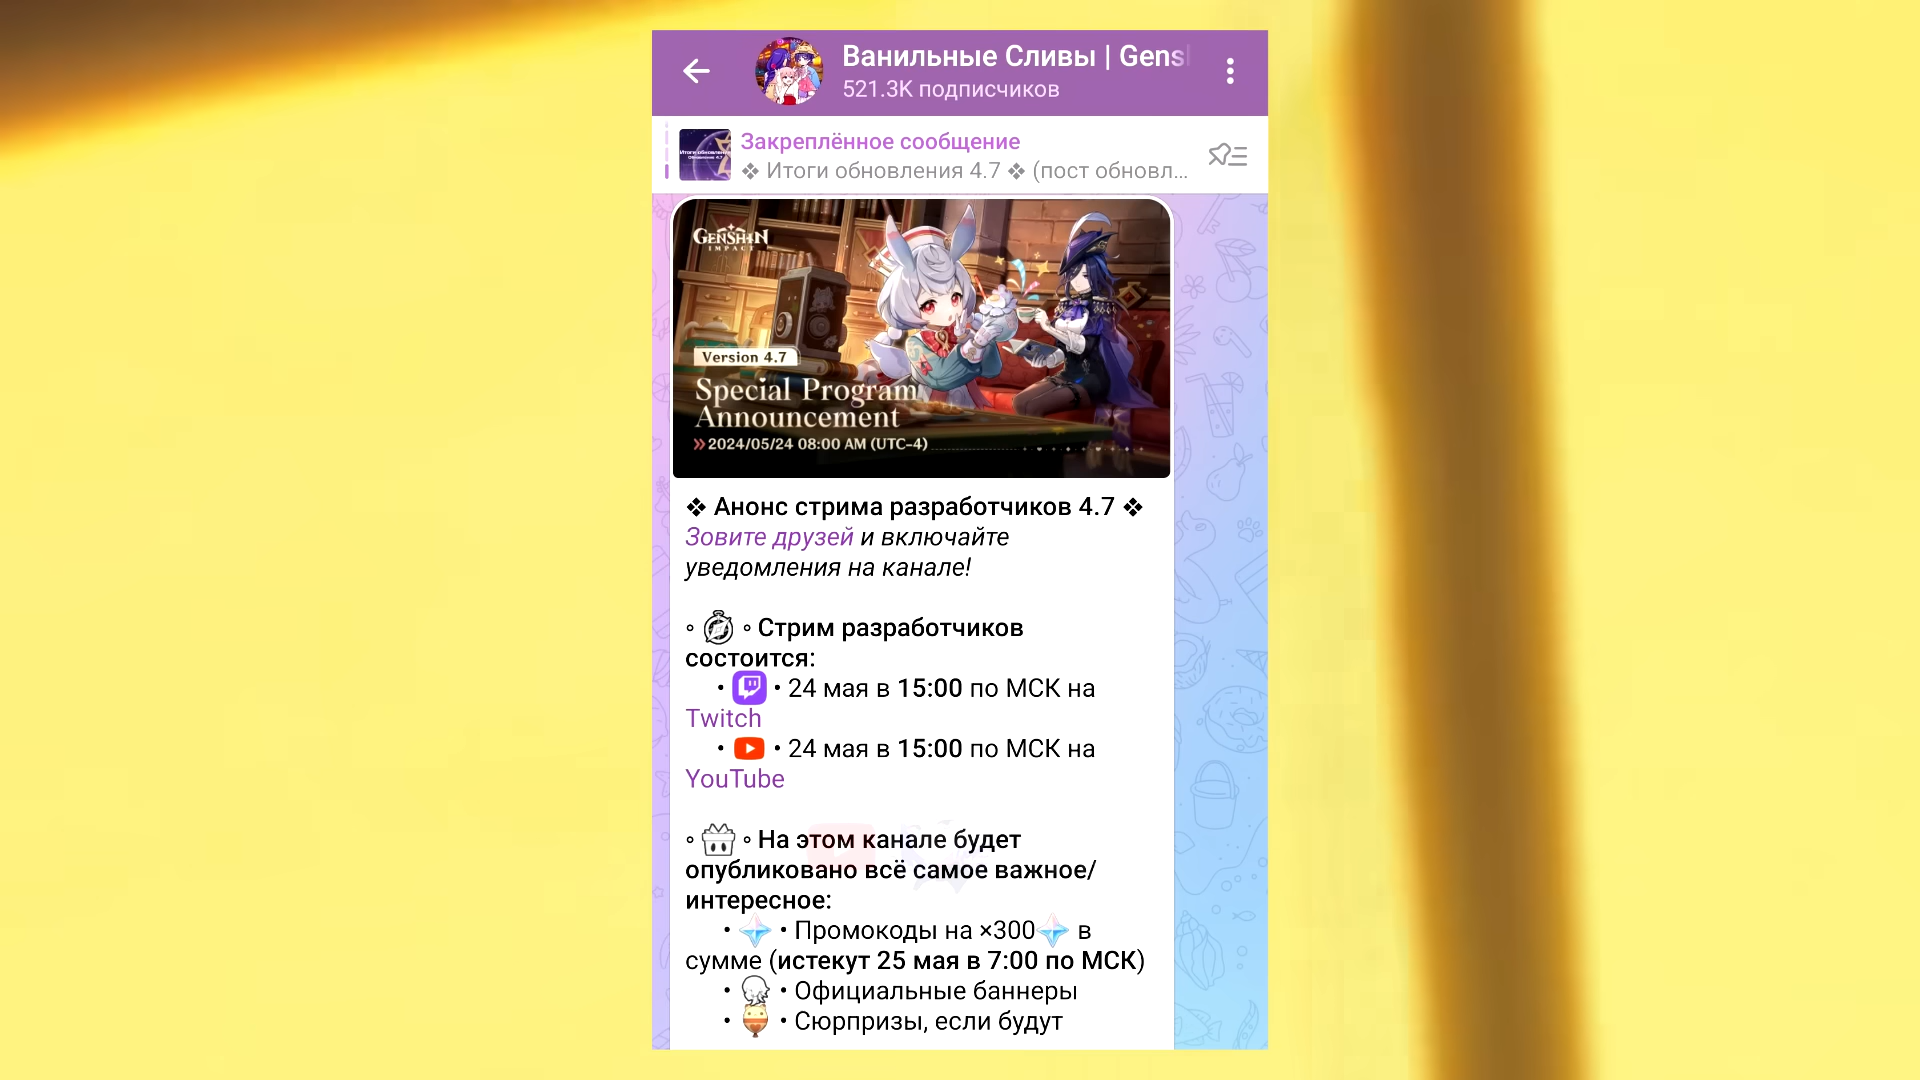 Ванильные Сливы | Gens
521.3K подписчиков
Закреплённое сообщение
❖ Итоги обновления 4.7 ❖ (пост обновл...
GENSHIN
IMPACT
Version 4.7
Special Program
Announcement
2024/05/24 08:00 AM (UTC-4)
❖ Анонс стрима разработчиков 4.7 ❖
Зовите друзей и включайте
уведомления на канале!
◦ ◦ Стрим разработчиков
состоится:
• • 24 мая в 15:00 по МСК на
Twitch
• • 24 мая в 15:00 по МСК на
YouTube
◦ ◦ На этом канале будет
опубликовано всё самое важное/
интересное:
• • Промокоды на ×300 в
сумме (истекут 25 мая в 7:00 по МСК)
• • Официальные баннеры
• • Сюрпризы, если будут